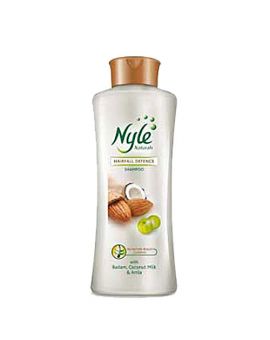 Nyle
Naturals
HAIRFALL DEFENCE
SHAMPOO
with
Badam, Coconut Milk
& Amla